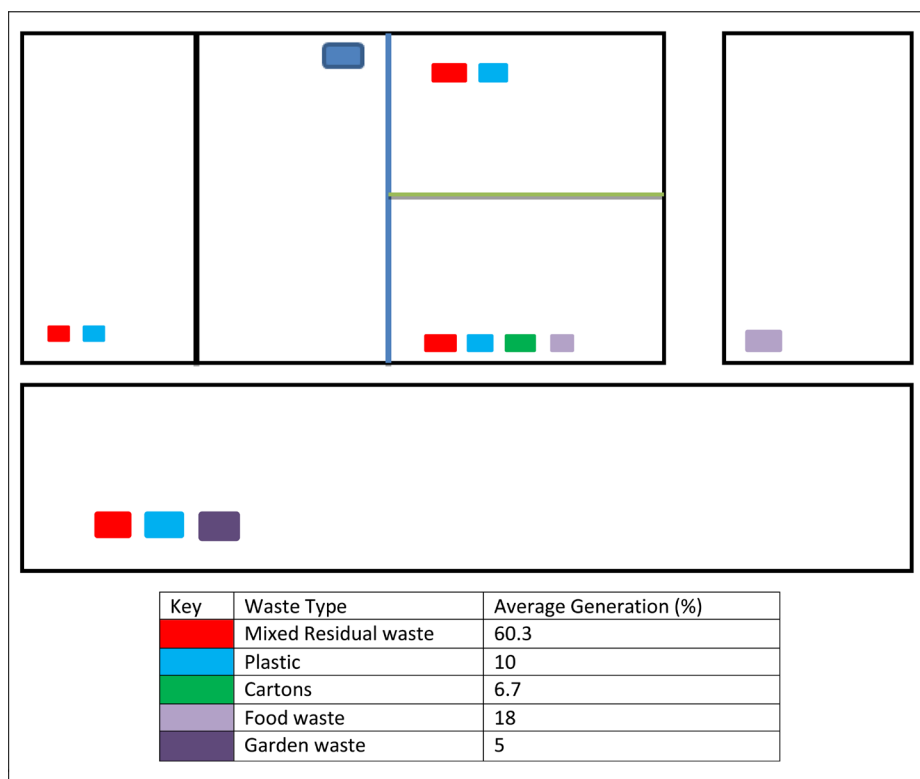 Key Waste Type Average Generation (%)
Mixed Residual waste 60.3
Plastic 10
Cartons 6.7
Food waste 18
Garden waste 5